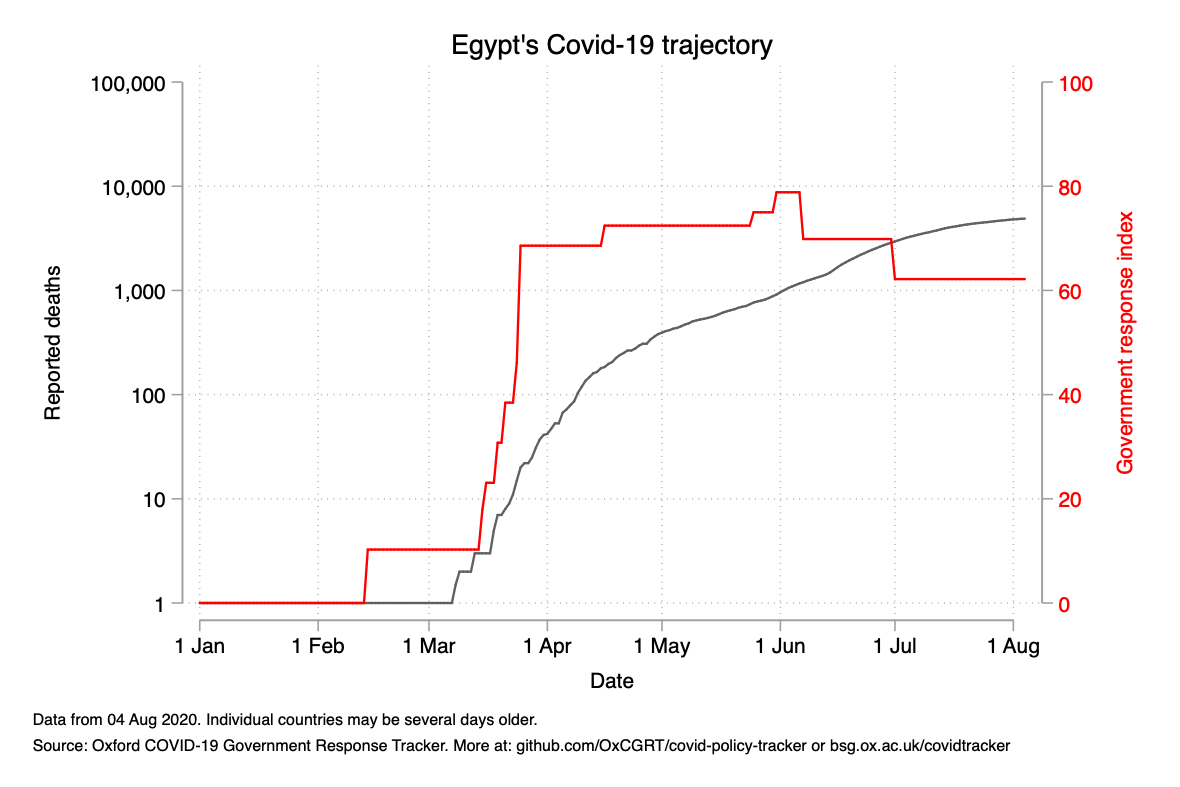 Egypt's Covid-19 trajectory
100,000
10,000
1,000
100
10
1
Reported deaths
100
80
60
40
20
0
Government response index
1 Jan 1 Feb 1 Mar 1 Apr 1 May 1 Jun 1 Jul 1 Aug
Date
Data from 04 Aug 2020. Individual countries may be several days older.
Source: Oxford COVID-19 Government Response Tracker. More at: github.com/OxCGRT/covid-policy-tracker or bsg.ox.ac.uk/covidtracker